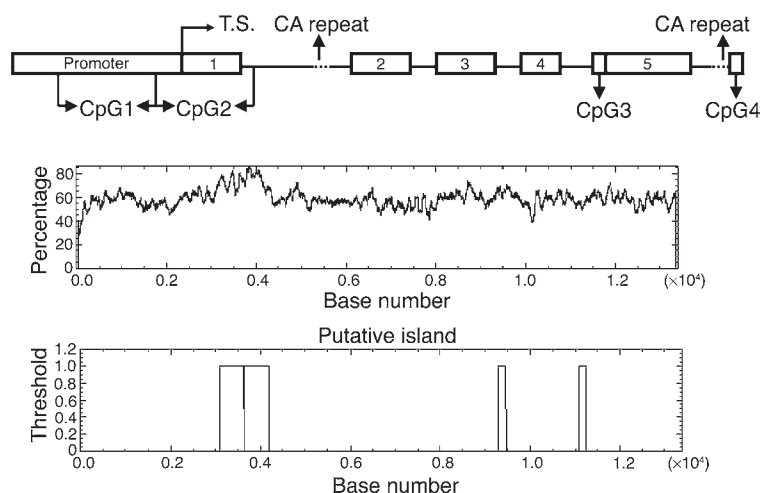 T.S.
CA repeat
CA repeat
Promoter 1 2 3 4 5
CpG1 CpG2 CpG3 CpG4
Percentage
80
60
40
20
0
0.0 0.2 0.4 0.6 0.8 1.0 1.2 (×10⁴)
Base number
Putative island
Threshold
1.2
1.0
0.8
0.6
0.4
0.2
0
0.0 0.2 0.4 0.6 0.8 1.0 1.2 (×10⁴)
Base number